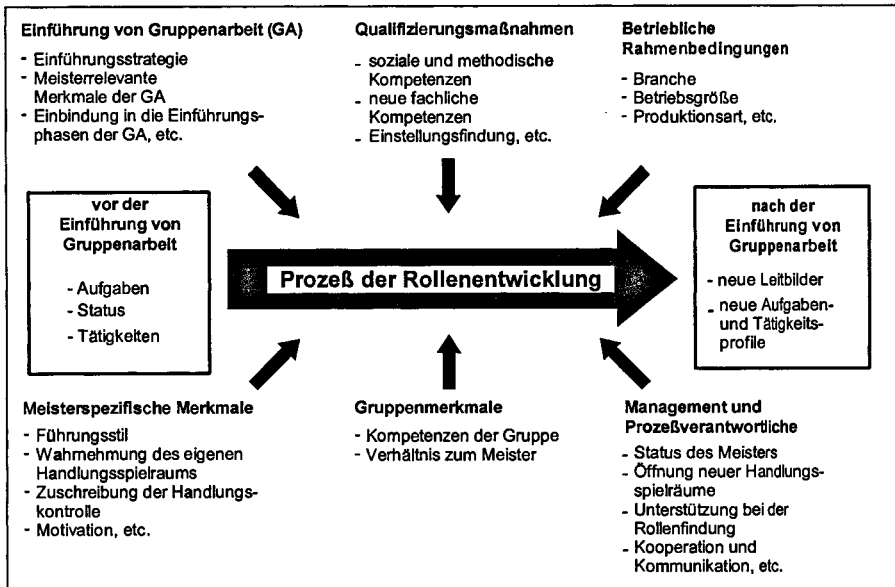 Einführung von Gruppenarbeit (GA)
- Einführungsstrategie
- Meisterrelevante
Merkmale der GA
- Einbindung in die Einführungs-
phasen der GA, etc.
Qualifizierungsmaßnahmen
- soziale und methodische
Kompetenzen
- neue fachliche
Kompetenzen
- Einstellungsfindung, etc.
Betriebliche
Rahmenbedingungen
- Branche
- Betriebsgröße
- Produktionsart, etc.
vor der
Einführung von
Gruppenarbeit
- Aufgaben
- Status
- Tätigkeiten
Prozeß der Rollenentwicklung
nach der
Einführung von
Gruppenarbeit
- neue Leitbilder
- neue Aufgaben-
und Tätigkeits-
profile
Meisterspezifische Merkmale
- Führungsstil
- Wahrnehmung des eigenen
Handlungsspielraums
- Zuschreibung der Handlungs-
kontrolle
- Motivation, etc.
Gruppenmerkmale
- Kompetenzen der Gruppe
- Verhältnis zum Meister
Management und
Prozeßverantwortliche
- Status des Meisters
- Öffnung neuer Handlungs-
spielräume
- Unterstützung bei der
Rollenfindung
- Kooperation und
Kommunikation, etc.